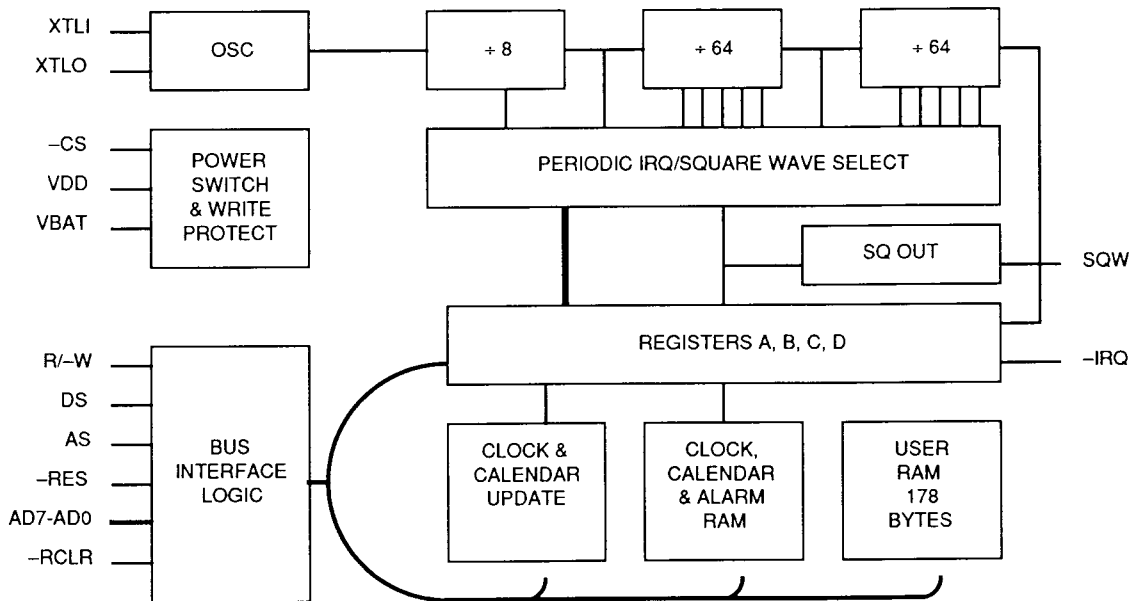 XTLI
XTLO
OSC
÷ 8
÷ 64
÷ 64
–CS
VDD
VBAT
POWER
SWITCH
& WRITE
PROTECT
PERIODIC IRQ/SQUARE WAVE SELECT
SQ OUT
SQW
REGISTERS A, B, C, D
–IRQ
R/–W
DS
AS
–RES
AD7-AD0
–RCLR
BUS
INTERFACE
LOGIC
CLOCK &
CALENDAR
UPDATE
CLOCK,
CALENDAR
& ALARM
RAM
USER
RAM
178
BYTES